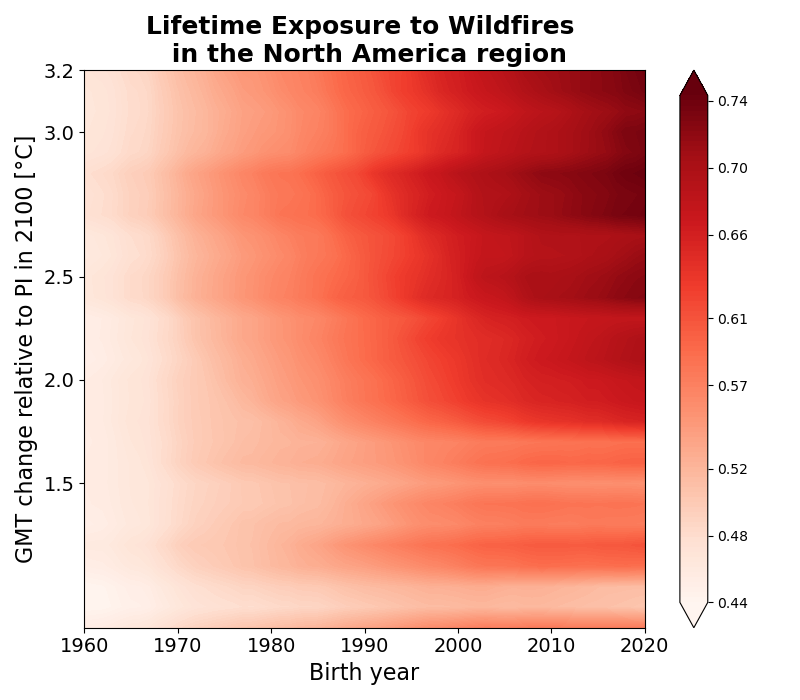 Lifetime Exposure to Wildfires
in the North America region
GMT change relative to PI in 2100 [°C]
3.2
3.0
2.5
2.0
1.5
1960 1970 1980 1990 2000 2010 2020
Birth year
0.74
0.70
0.66
0.61
0.57
0.52
0.48
0.44